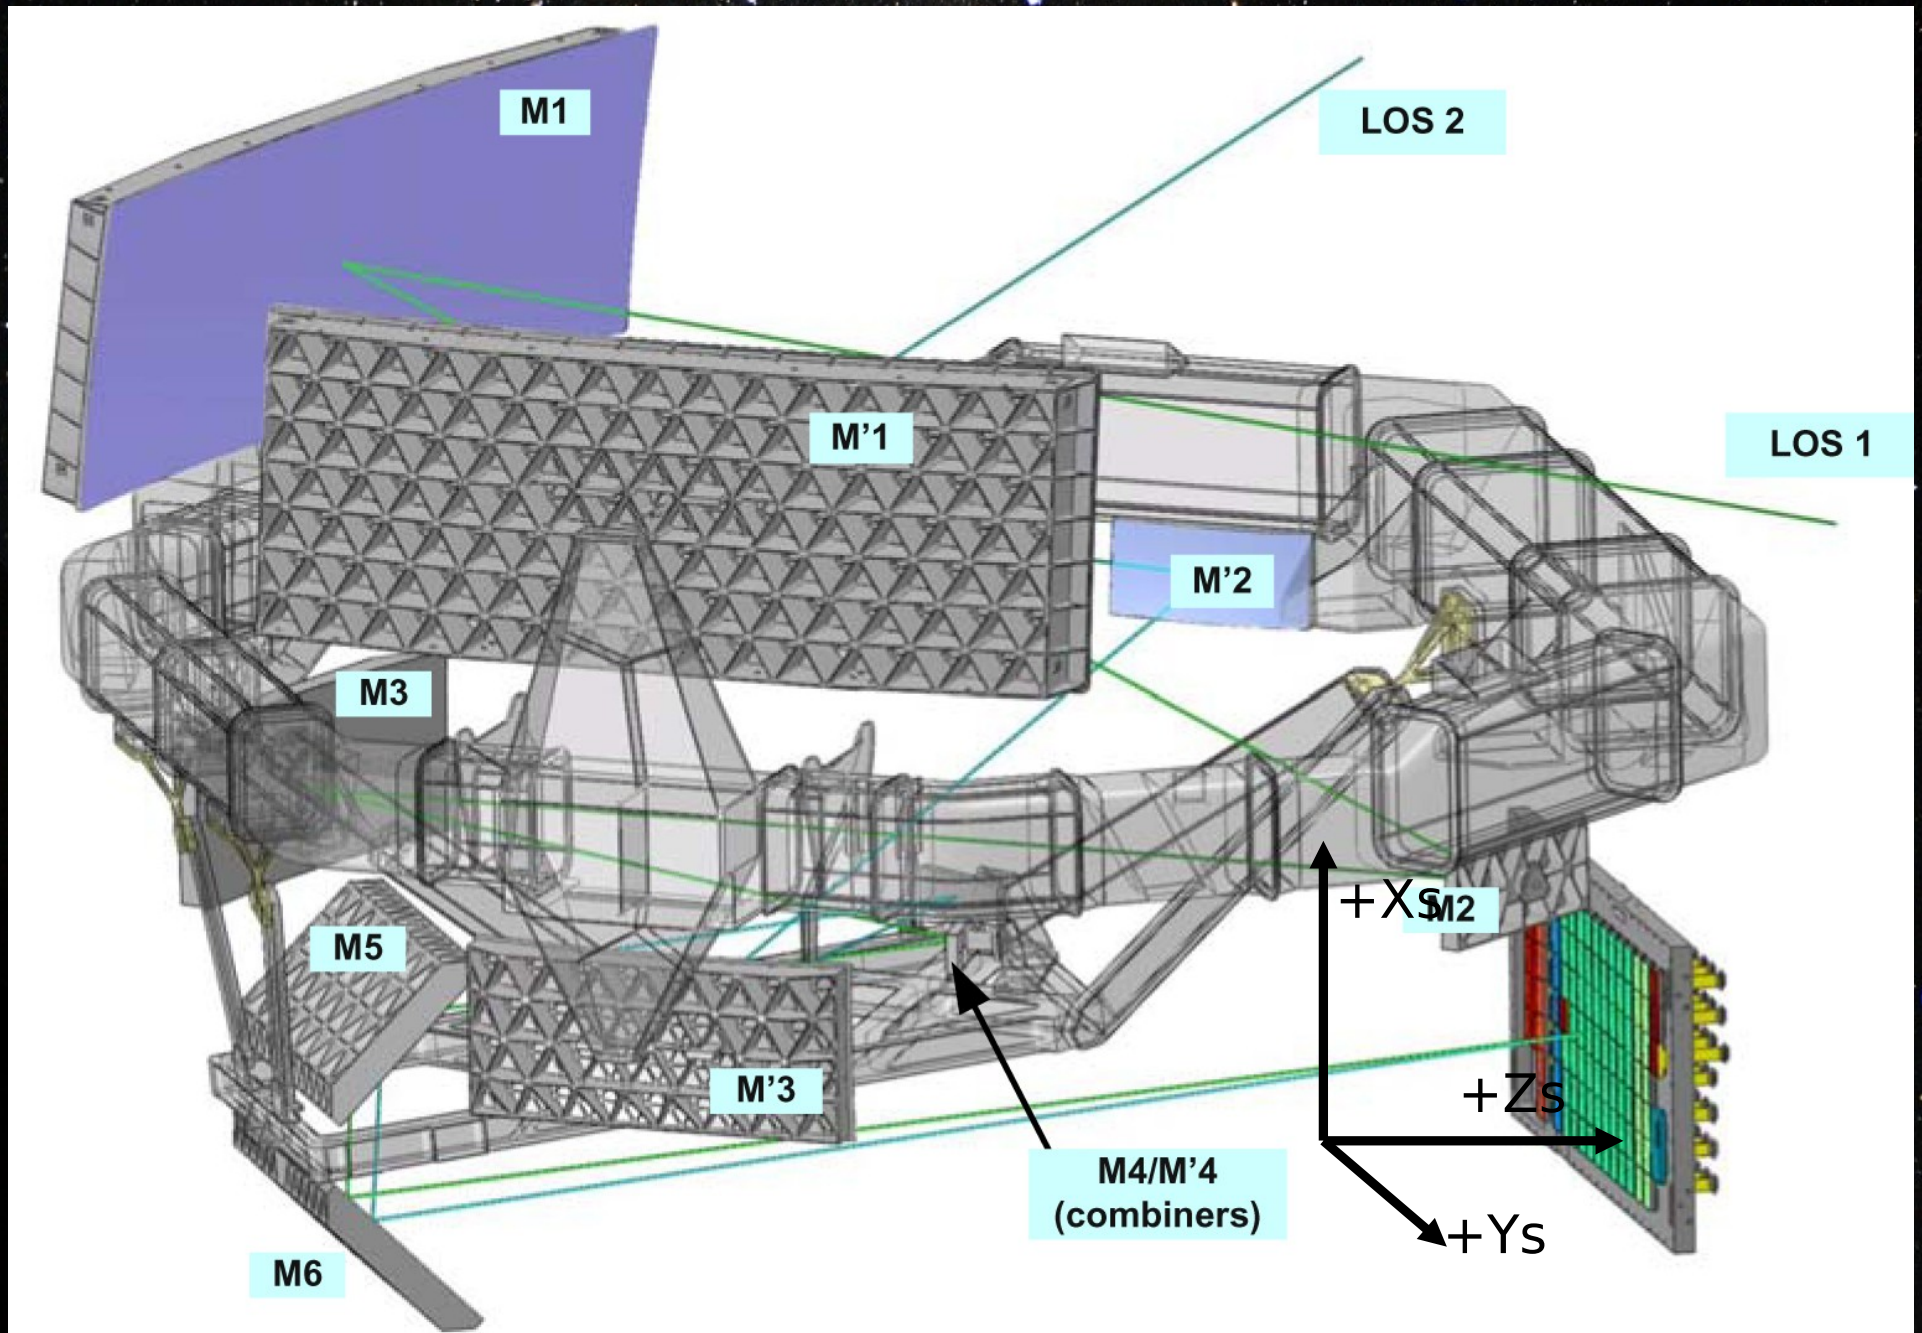 M1
LOS 2
M’1
LOS 1
M’2
M3
+Xs
M2
M5
+Zs
M’3
M4/M’4
(combiners)
+Ys
M6